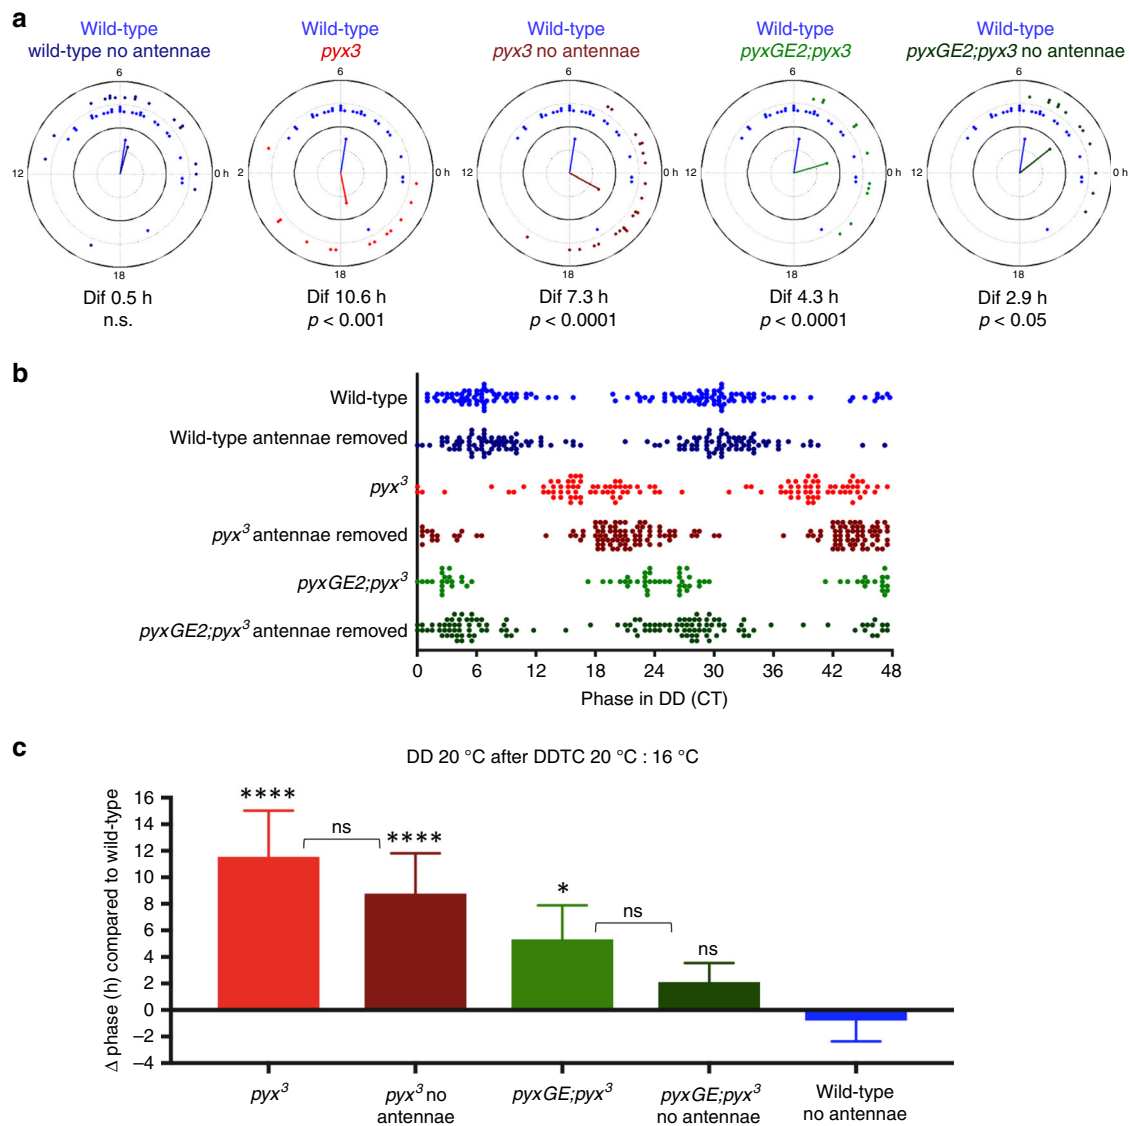 a
Wild-type
wild-type no antennae
Wild-type
pyx3
Wild-type
pyx3 no antennae
Wild-type
pyxGE2;pyx3
Wild-type
pyxGE2;pyx3 no antennae
6
6
6
6
6
12
0 h
2
0 h
12
0 h
12
0 h
12
0 h
18
18
18
18
18
Dif 0.5 h
n.s.
Dif 10.6 h
p < 0.001
Dif 7.3 h
p < 0.0001
Dif 4.3 h
p < 0.0001
Dif 2.9 h
p < 0.05
b
Wild-type
Wild-type antennae removed
pyx³
pyx³ antennae removed
pyxGE2;pyx³
pyxGE2;pyx³ antennae removed
0 6 12 18 24 30 36 42 48
Phase in DD (CT)
c
DD 20 °C after DDTC 20 °C : 16 °C
Δ phase (h) compared to wild-type
16
14
12
10
8
6
4
2
0
−2
−4
****
ns
****
*
ns
ns
pyx³
pyx³ no
antennae
pyxGE;pyx³
pyxGE;pyx³
no antennae
Wild-type
no antennae